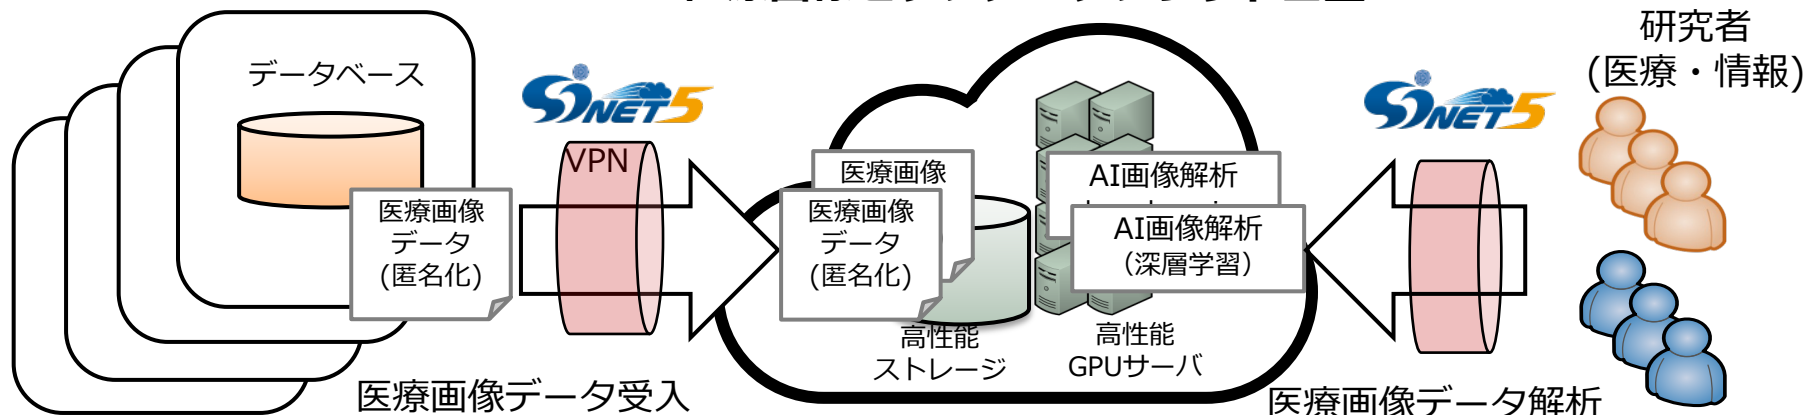 データベース
SINET5
VPN
医療画像
データ
(匿名化)
医療画像データ受入
医療画像
医療画像
データ
(匿名化)
高性能
ストレージ
AI画像解析
AI画像解析
(深層学習)
高性能
GPUサーバ
SINET5
研究者
(医療・情報)
医療画像データ解析